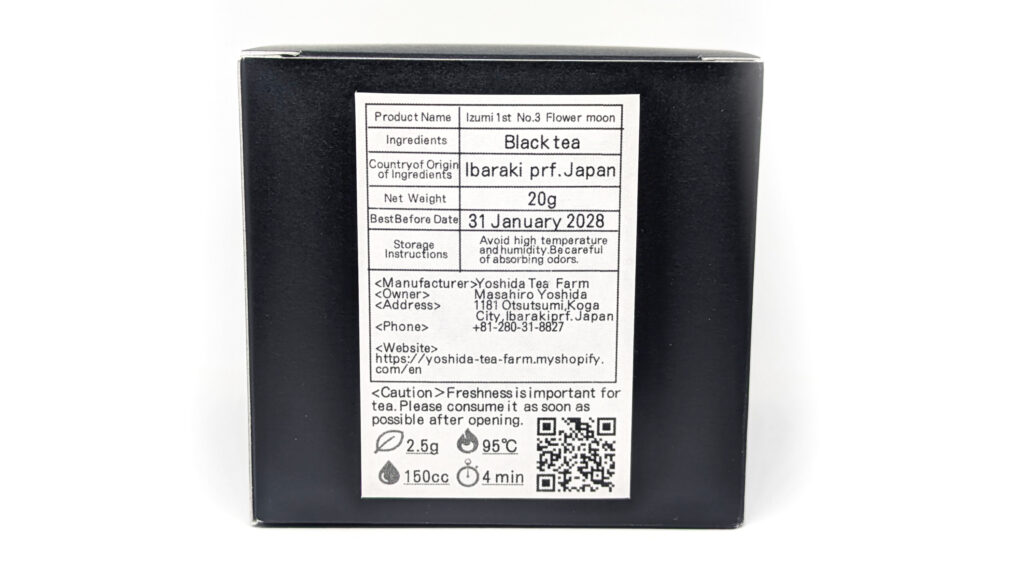 Product Name Izumi 1st No.3 Flower moon
Ingredients Black tea
Country of Origin of Ingredients Ibaraki prf. Japan
Net Weight 20g
Best Before Date 31 January 2028
Storage Instructions Avoid high temperature
and humidity. Be careful
of absorbing odors.
<Manufacturer> Yoshida Tea Farm
<Owner> Masahiro Yoshida
<Address> 1181 Otsutsumi, Koga
City, Ibaraki prf. Japan
<Phone> +81-280-31-8827
<Website>
https://yoshida-tea-farm.myshopify.
com/en
<Caution> Freshness is important for
tea. Please consume it as soon as
possible after opening.
2.5g 95℃
150cc 4 min